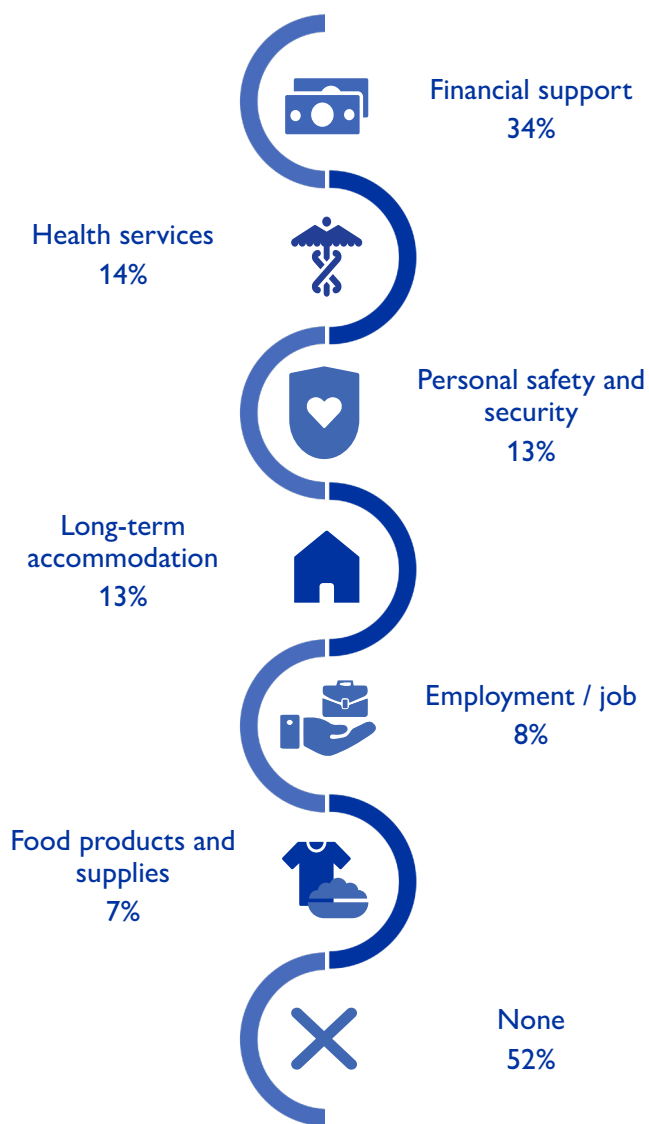 Financial support
34%
Health services
14%
Personal safety and
security
13%
Long-term
accommodation
13%
Employment / job
8%
Food products and
supplies
7%
None
52%